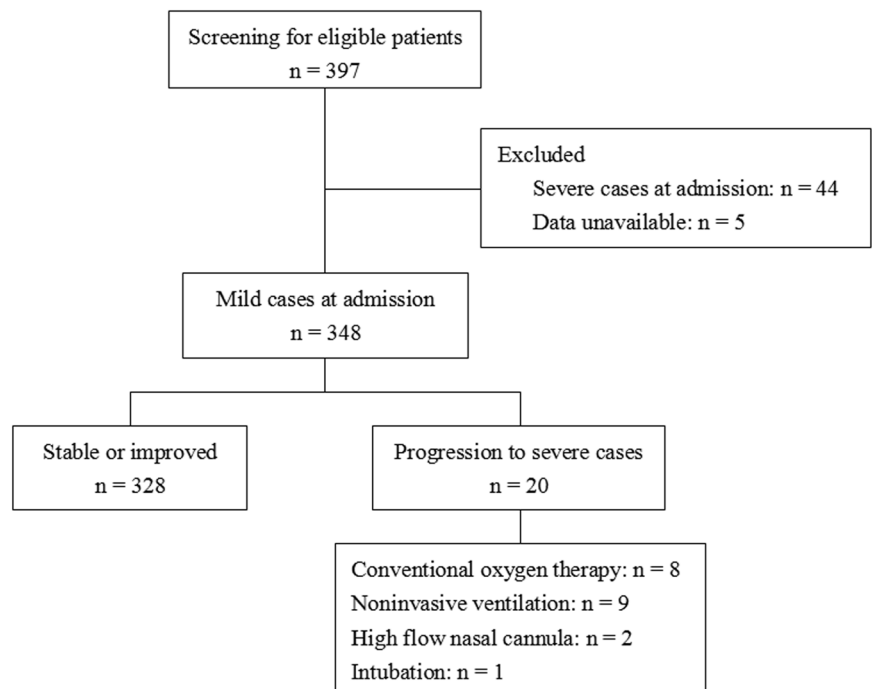 Screening for eligible patients
n = 397
Excluded
Severe cases at admission: n = 44
Data unavailable: n = 5
Mild cases at admission
n = 348
Stable or improved
n = 328
Progression to severe cases
n = 20
Conventional oxygen therapy: n = 8
Noninvasive ventilation: n = 9
High flow nasal cannula: n = 2
Intubation: n = 1